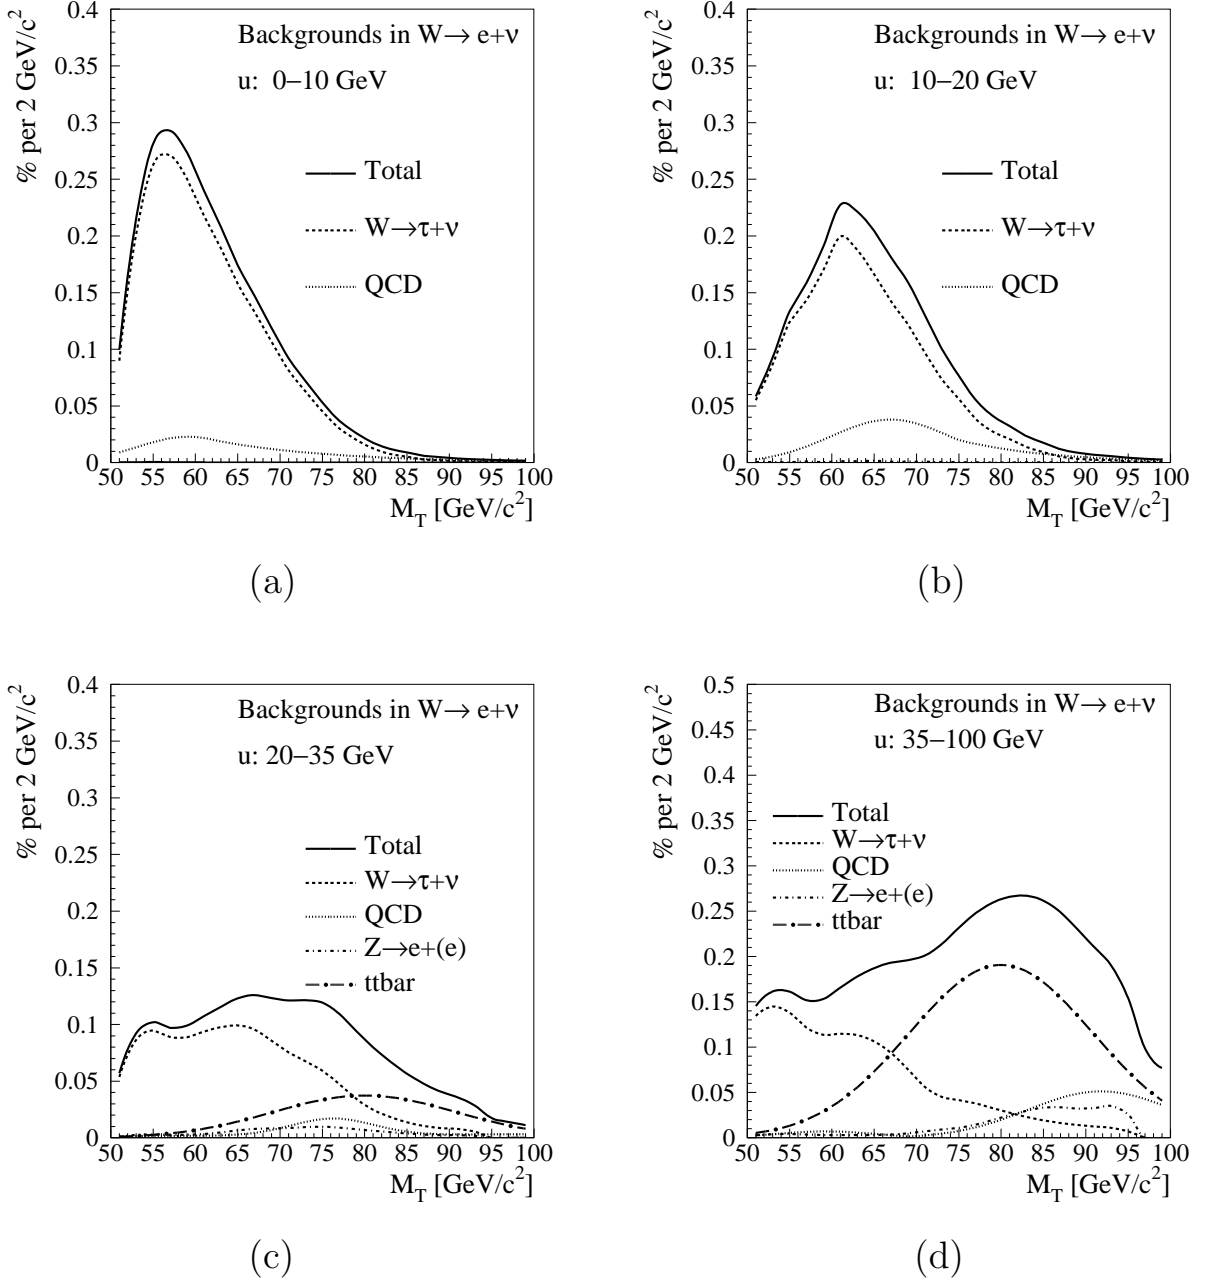 Backgrounds in W→ e+ν
u: 0–10 GeV
Total
W→τ+ν
QCD
% per 2 GeV/c²
0.4
0.35
0.3
0.25
0.2
0.15
0.1
0.05
0
50 55 60 65 70 75 80 85 90 95 100
M_T [GeV/c²]
(a)
Backgrounds in W→ e+ν
u: 10–20 GeV
Total
W→τ+ν
QCD
% per 2 GeV/c²
0.4
0.35
0.3
0.25
0.2
0.15
0.1
0.05
0
50 55 60 65 70 75 80 85 90 95 100
M_T [GeV/c²]
(b)
Backgrounds in W→ e+ν
u: 20–35 GeV
Total
W→τ+ν
QCD
Z→e+(e)
ttbar
% per 2 GeV/c²
0.4
0.35
0.3
0.25
0.2
0.15
0.1
0.05
0
50 55 60 65 70 75 80 85 90 95 100
M_T [GeV/c²]
(c)
Backgrounds in W→ e+ν
u: 35–100 GeV
Total
W→τ+ν
QCD
Z→e+(e)
ttbar
% per 2 GeV/c²
0.5
0.45
0.4
0.35
0.3
0.25
0.2
0.15
0.1
0.05
0
50 55 60 65 70 75 80 85 90 95 100
M_T [GeV/c²]
(d)